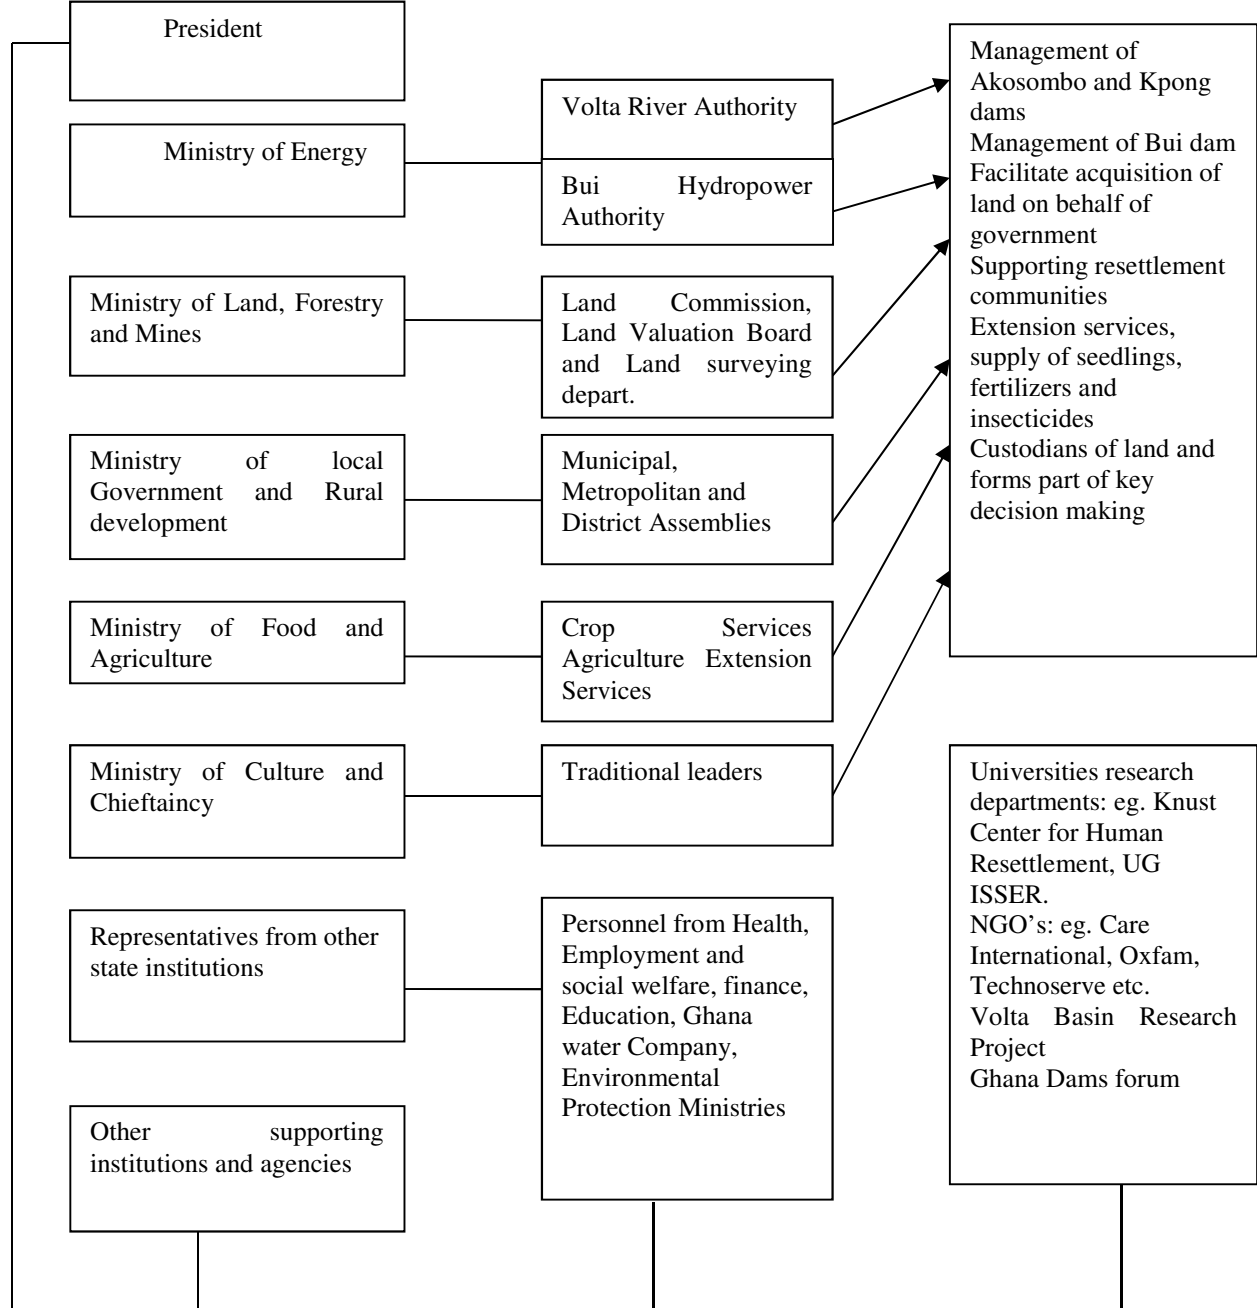 President
Ministry of Energy
Ministry of Land, Forestry
and Mines
Ministry of local
Government and Rural
development
Ministry of Food and
Agriculture
Ministry of Culture and
Chieftaincy
Representatives from other
state institutions
Other supporting
institutions and agencies
Volta River Authority
Bui Hydropower
Authority
Land Commission,
Land Valuation Board
and Land surveying
depart.
Municipal,
Metropolitan and
District Assemblies
Crop Services
Agriculture Extension
Services
Traditional leaders
Personnel from Health,
Employment and
social welfare, finance,
Education, Ghana
water Company,
Environmental
Protection Ministries
Management of
Akosombo and Kpong
dams
Management of Bui dam
Facilitate acquisition of
land on behalf of
government
Supporting resettlement
communities
Extension services,
supply of seedlings,
fertilizers and
insecticides
Custodians of land and
forms part of key
decision making
Universities research
departments: eg. Knust
Center for Human
Resettlement, UG
ISSER.
NGO’s: eg. Care
International, Oxfam,
Technoserve etc.
Volta Basin Research
Project
Ghana Dams forum